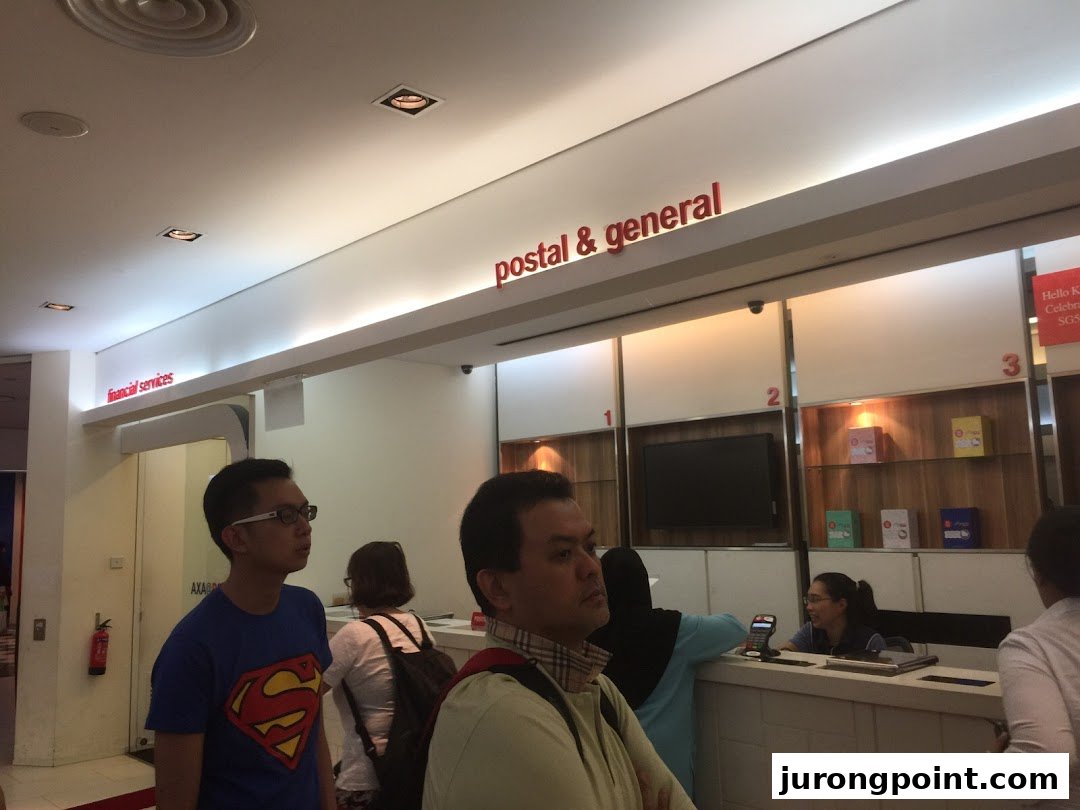 postal & general
financial services
1
2
3
Hello K
Celebr
SG5
AXA@
S
jurongpoint.com